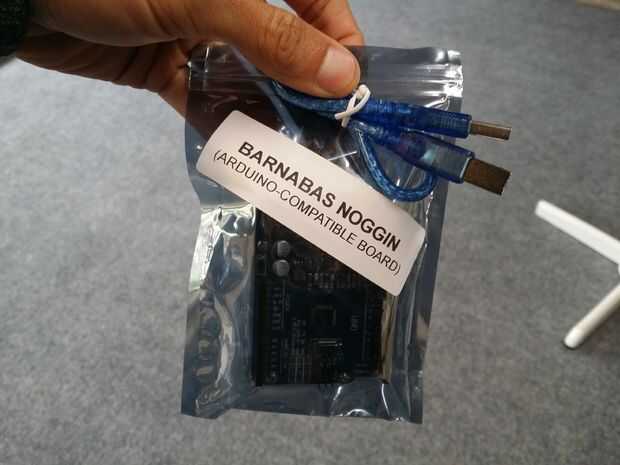 BARNABAS NOGGIN
(ARDUINO-COMPATIBLE BOARD)